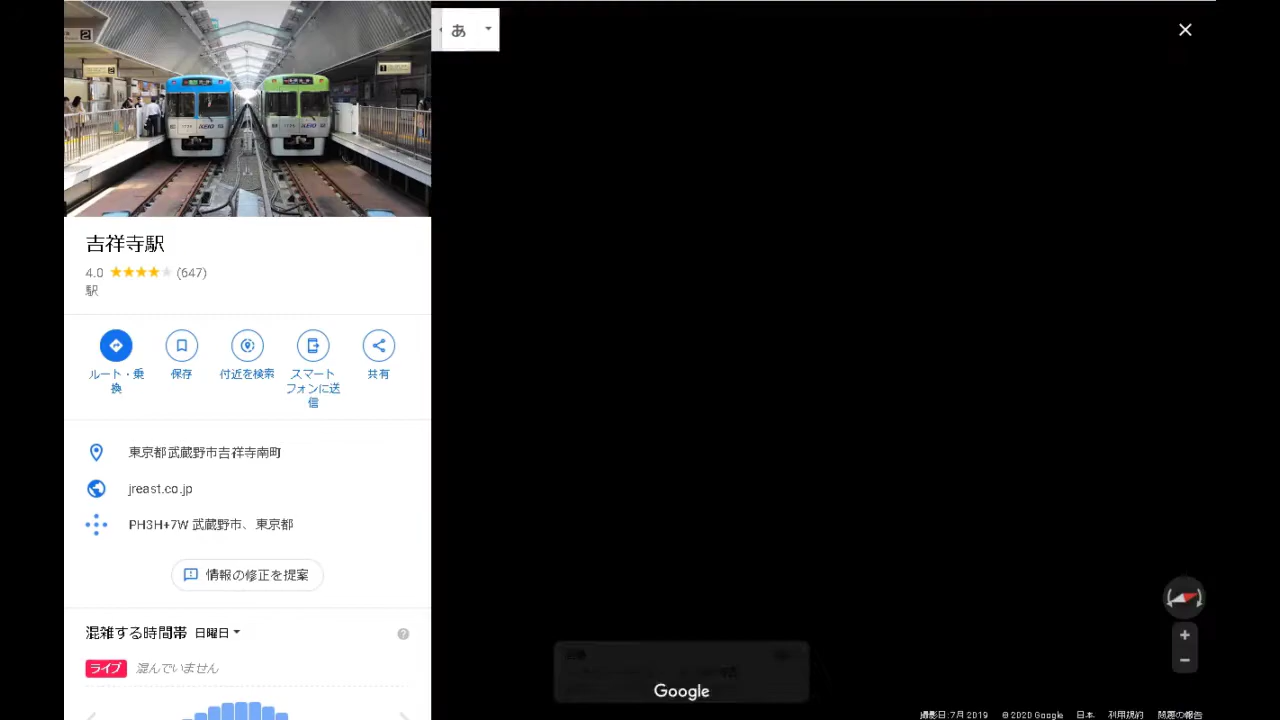 あ
吉祥寺駅
4.0 (647)
駅
ルート・乗
換
保存
付近を検索
スマート
フォンに送
信
共有
東京都武蔵野市吉祥寺南町
jreast.co.jp
PH3H+7W 武蔵野市、東京都
情報の修正を提案
混雑する時間帯 日曜日
ライブ 混んでいません
Google
撮影日:7月 2019 © 2020 Google 日本 利用規約 問題の報告